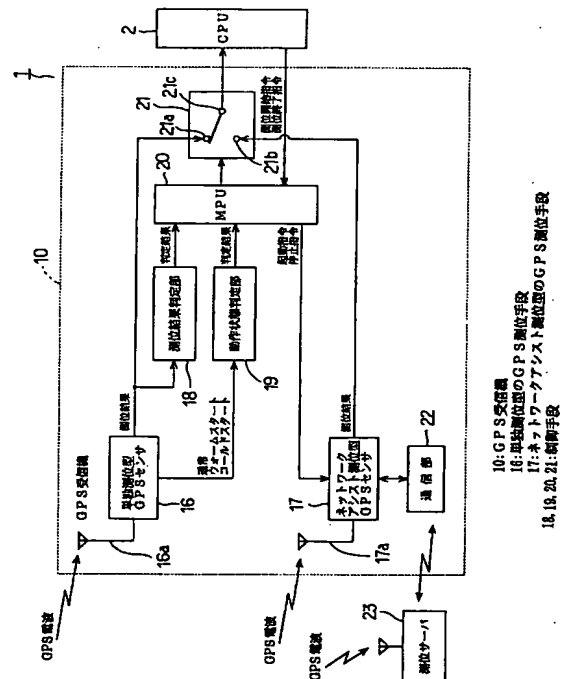 1
2
CPU
10
21
21c
21a
21b
測位開始指令
測位終了指令
20
MPU
判定結果
判定結果
起動指令
停止指令
測位結果判定部
18
動作状態判定部
19
測位結果
通常
ウォームスタート
コールドスタート
測位結果
GPS受信機
単独測位型
GPSセンサ
16
16a
GPS電波
ネットワーク
アシスト測位型
GPSセンサ
17
17a
GPS電波
通信部
22
GPS電波
23
測位サーバ
10:GPS受信機
16:単独測位型のGPS測位手段
17:ネットワークアシスト測位型のGPS測位手段
18,19,20,21:制御手段